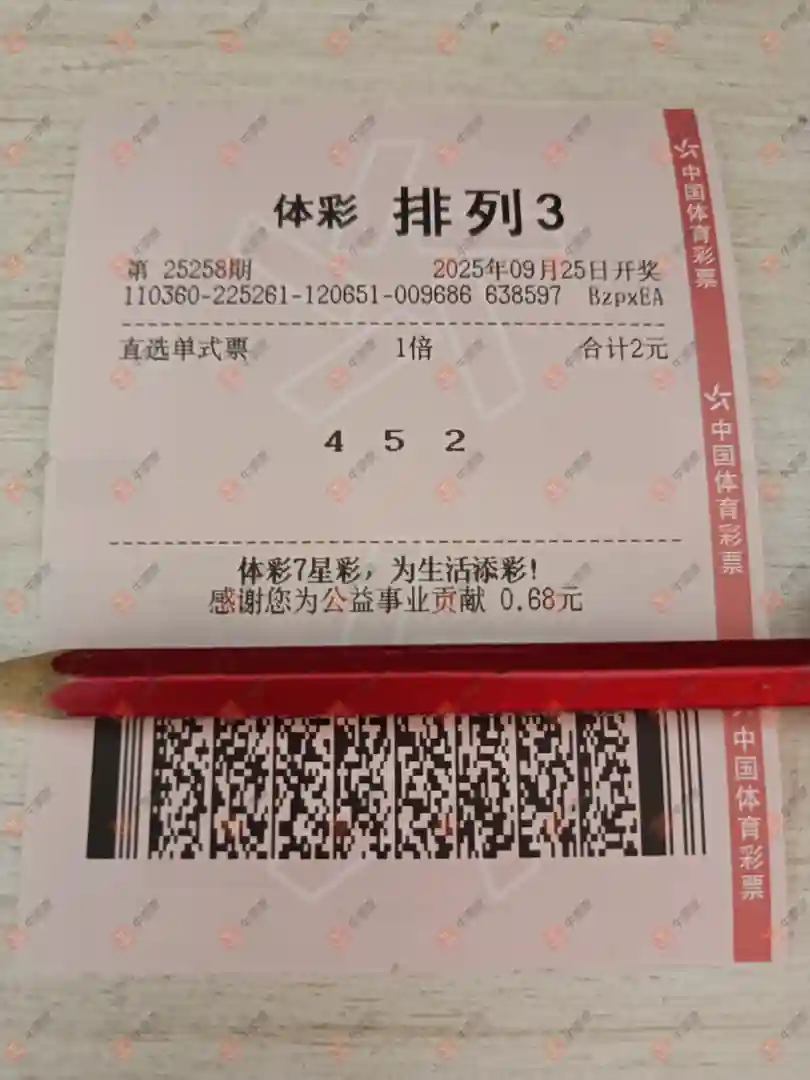 体彩 排列3
第 25258期 2025年09月25日开奖
110360-225261-120651-009686 638597 BzpxEA
直选单式票 1倍 合计2元
4 5 2
体彩7星彩，为生活添彩!
感谢您为公益事业贡献 0.68元
中国体育彩票
中国体育彩票
中国体育彩票